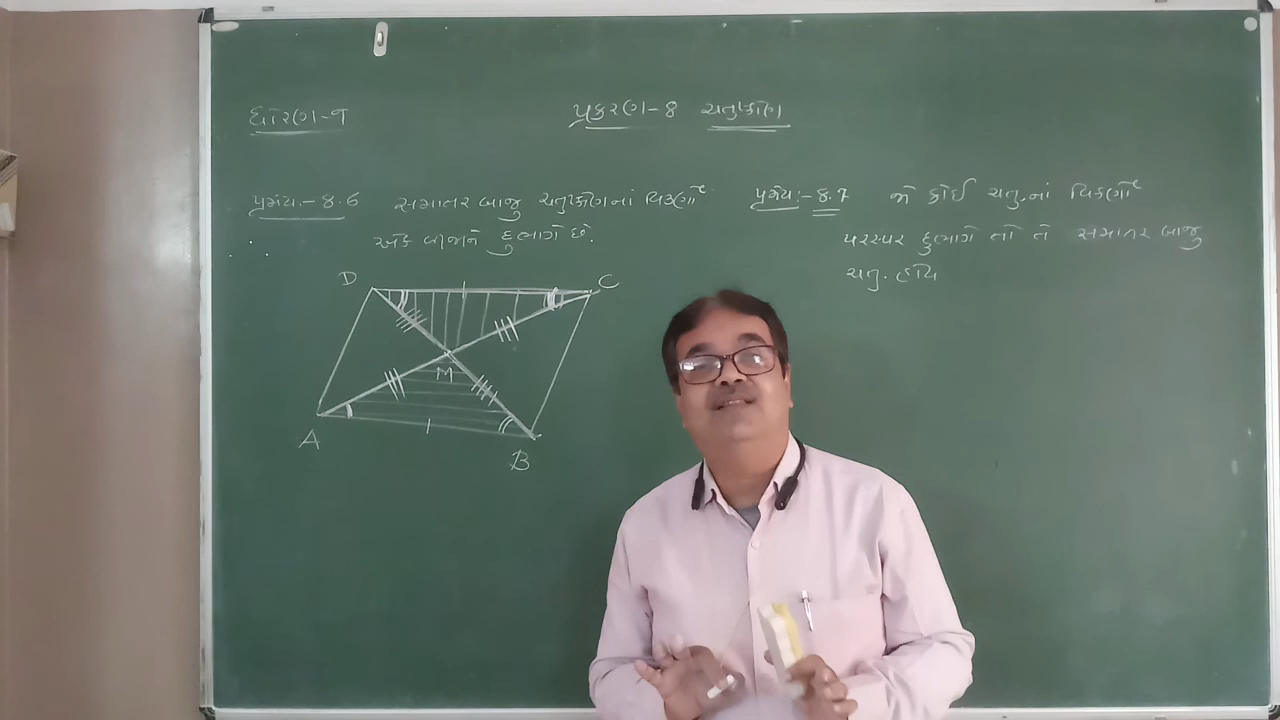 ધોરણ-૧
પ્રકરણ-8 ચતુષ્કોણ
પ્રમેય:-8.6 સમાતર બાજુ ચતુષ્કોણનાં વિકર્ણો
એક બીજાને દુભાગે છે.
D
C
M
A
B
પ્રમેય:-8.7 જો કોઈ ચતુ.નાં વિકર્ણો
પરસ્પર દુભાગે તો તે સમાતર બાજુ
ચતુ. હોય